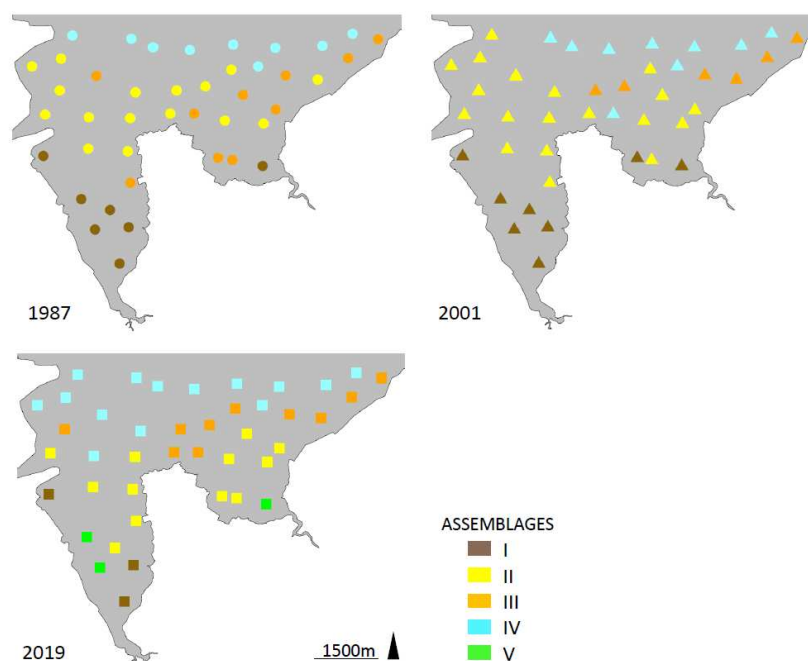 1987
2001
2019
1500m
ASSEMBLAGES
I
II
III
IV
V